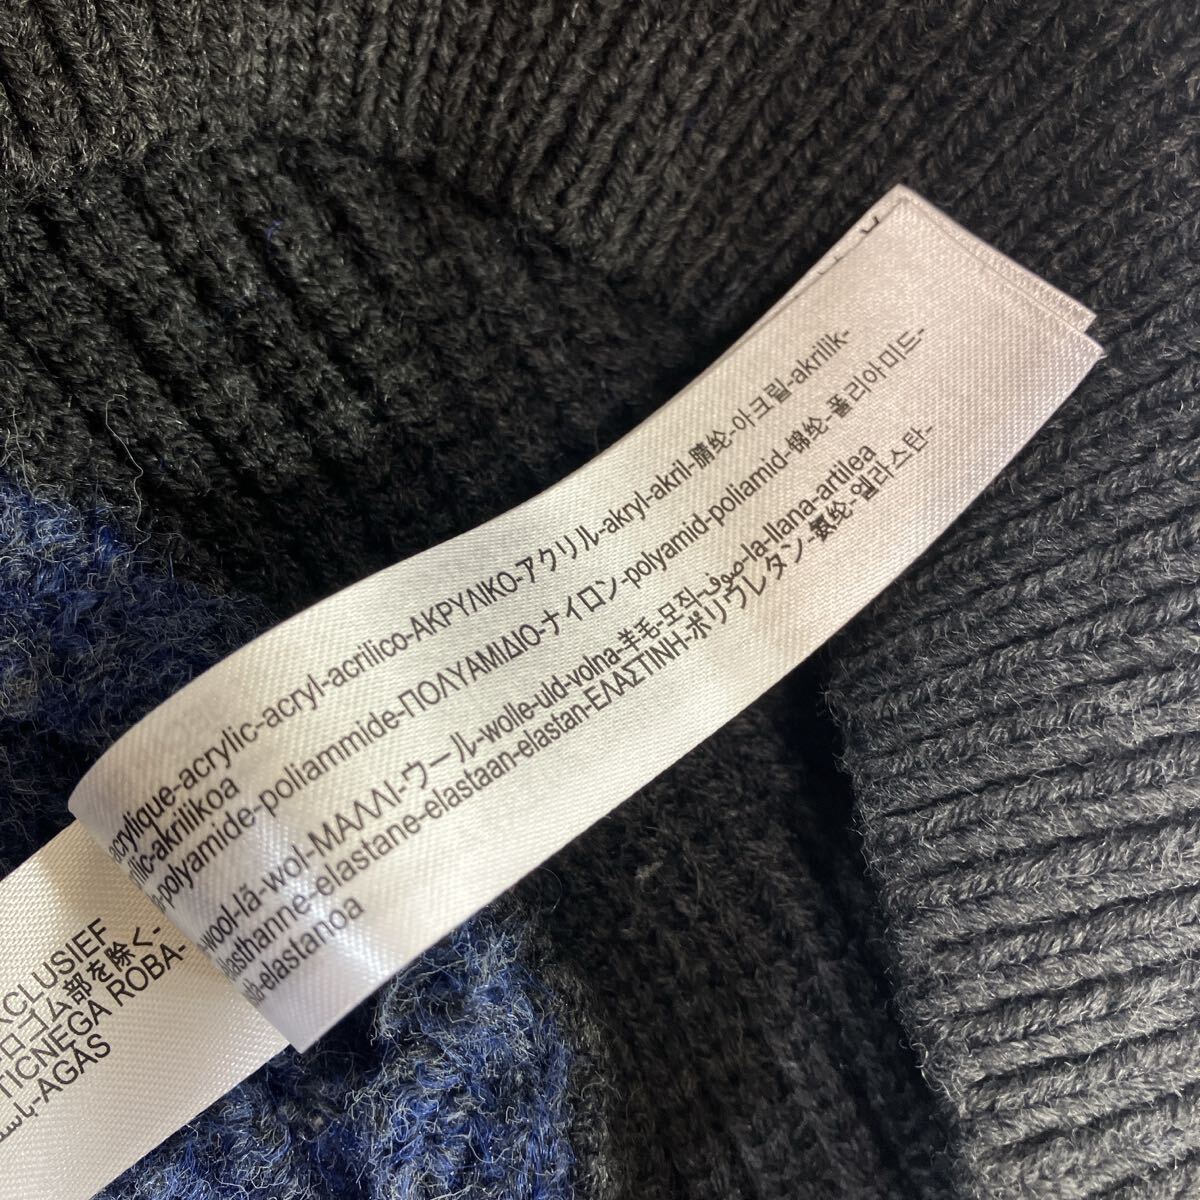 acrylique-acrylic-acryl-acrilico-ΑΚΡΥΛΙΚΟ-アクリル-akryl-akril-腈纶-아크릴-akrilik-
-akrilikoa
-polyamide-poliammide-ΠΟΛΥΑΜΙΔΙΟ-ナイロン-polyamid-poliamid-锦纶-폴리아미드-
-wool-lã-wol-ΜΑΛΛΙ-ウール-wolle-uld-volna-羊毛-모직-صوف-la-llana-artilea
elasthanne-elastane-elastaan-elastan-ΕΛΑΣΤΙΝΗ-ポリウレタン-氨纶-엘라스탄-
-elastanoa
EXCLUSIEF
ゴム部を除く-
ROBA-
-AGAS